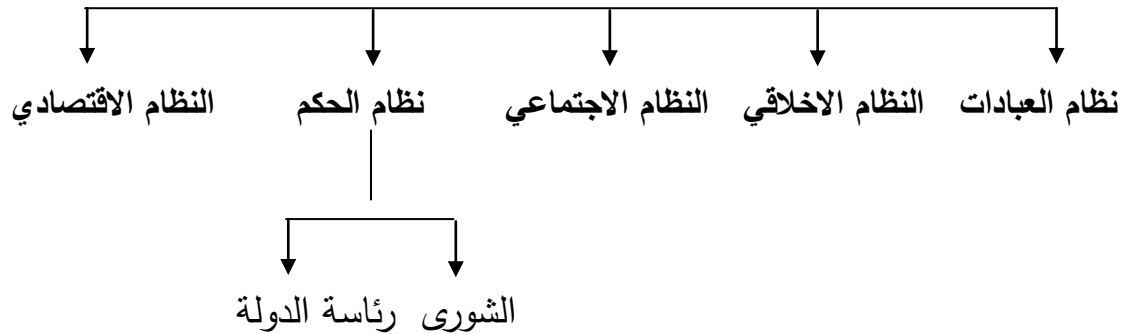 نظام العبادات النظام الاخلاقي النظام الاجتماعي نظام الحكم النظام الاقتصادي
الشورى رئاسة الدولة